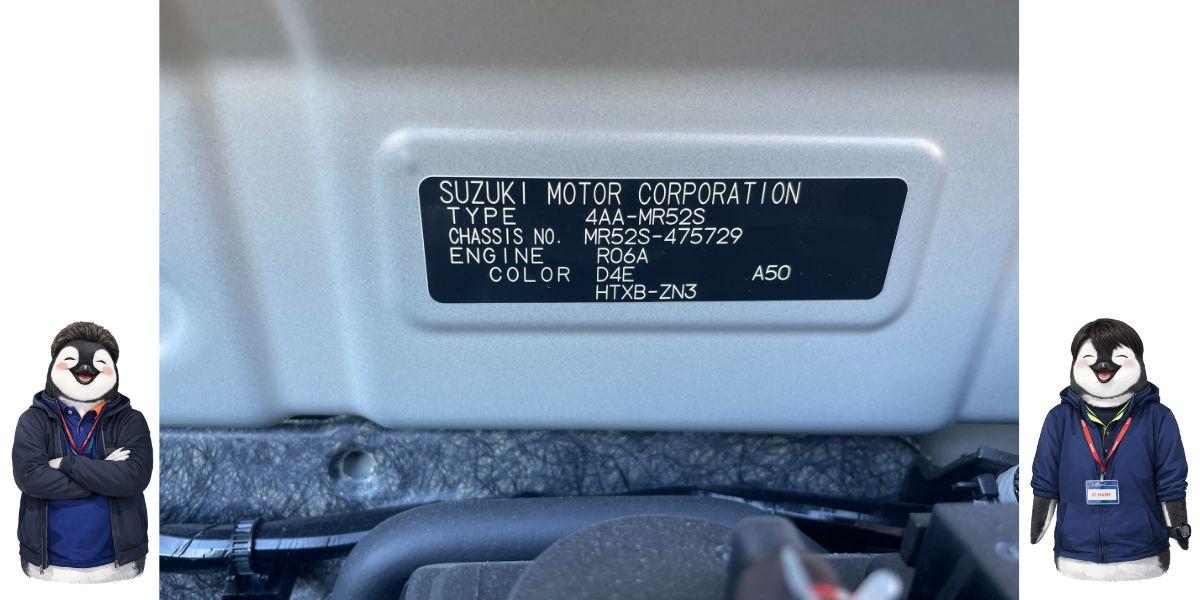 SUZUKI MOTOR CORPORATION
TYPE 4AA-MR52S
CHASSIS NO. MR52S-475729
ENGINE R06A
COLOR D4E A50
HTXB-ZN3